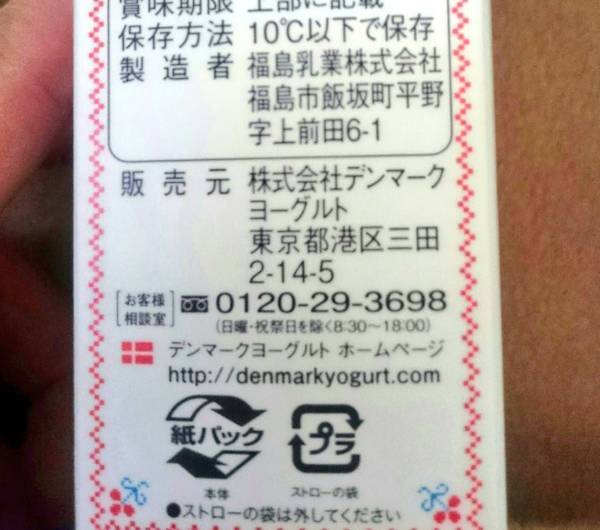 賞味期限 上部に記載
保存方法 10℃以下で保存
製造者 福島乳業株式会社
福島市飯坂町平野
字上前田6-1
販売元 株式会社デンマーク
ヨーグルト
東京都港区三田
2-14-5
お客様相談室 0120-29-3698
(日曜・祝祭日を除く8:30~18:00)
デンマークヨーグルト ホームページ
http://denmarkyogurt.com
紙パック プラ
本体 ストローの袋
●ストローの袋は外してください